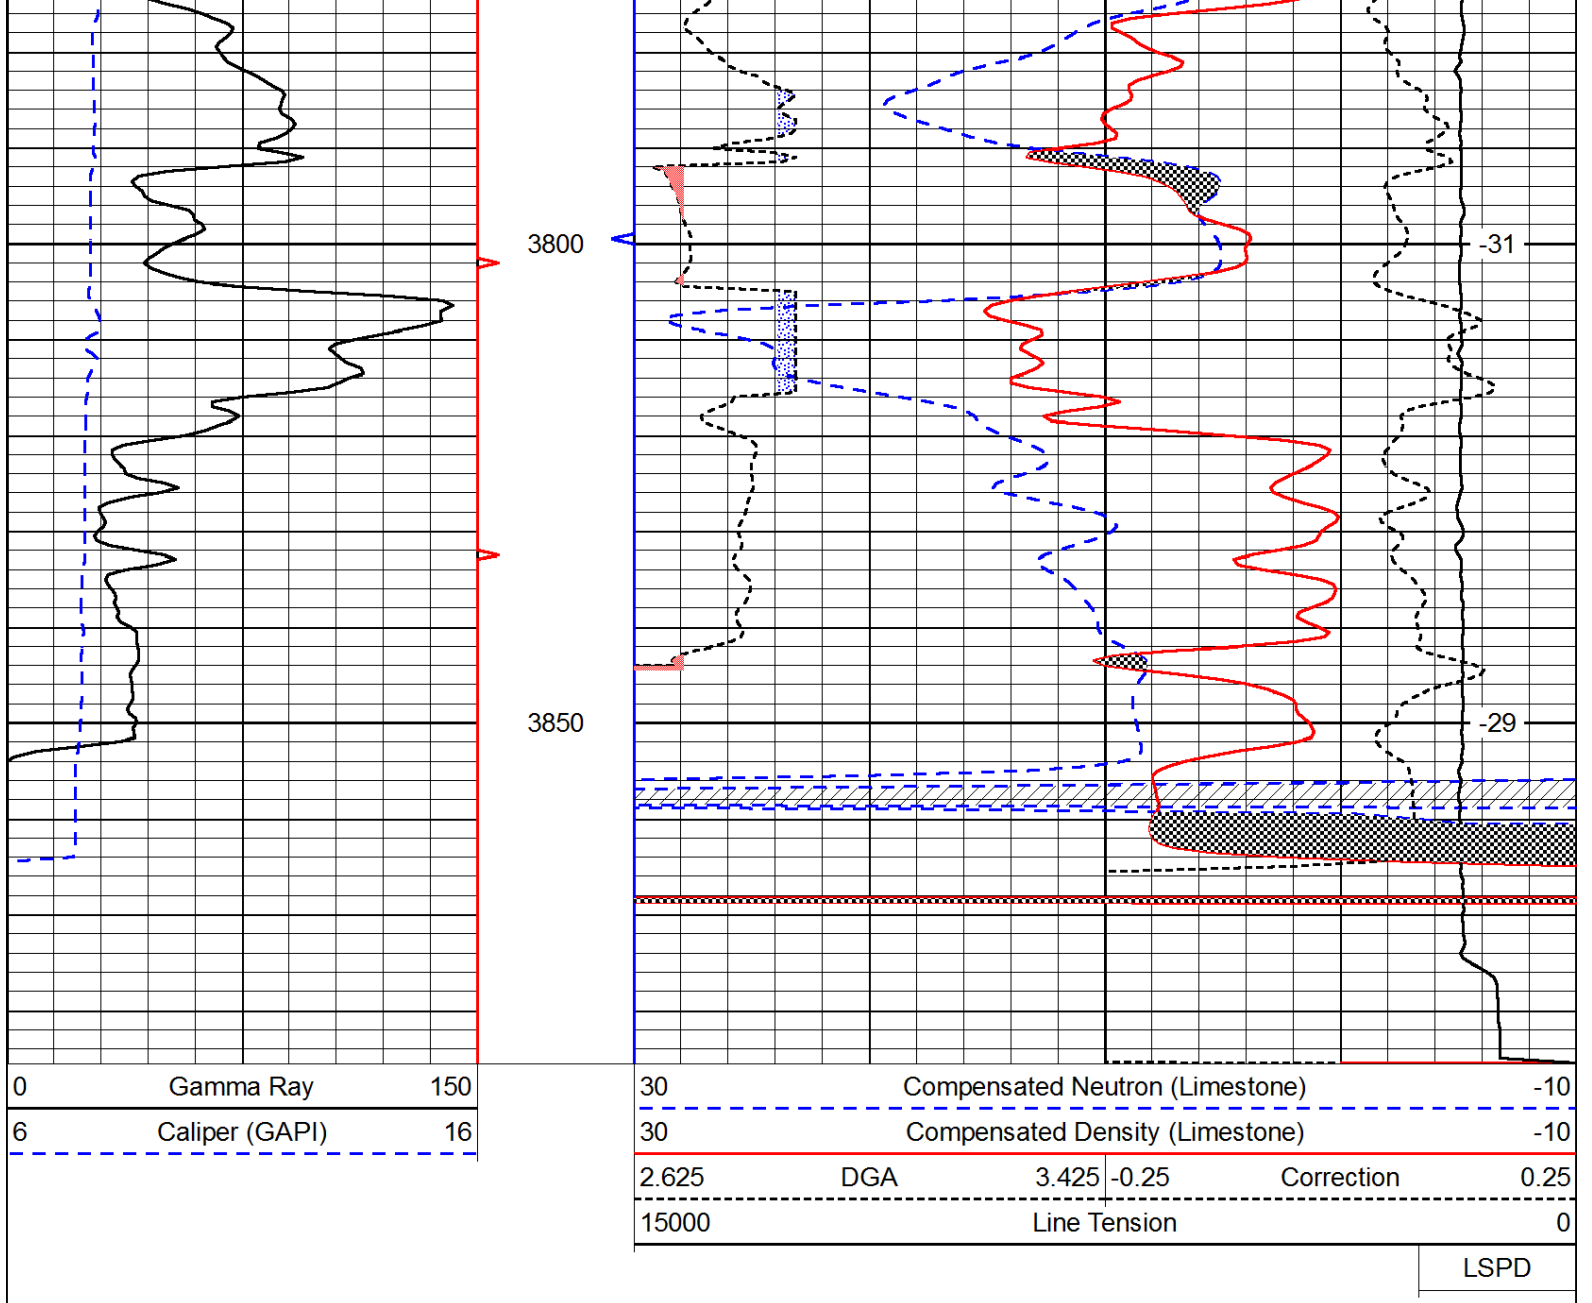 3800
-31
3850
-29
0 Gamma Ray 150
6 Caliper (GAPI) 16
30 Compensated Neutron (Limestone) -10
30 Compensated Density (Limestone) -10
2.625 DGA 3.425 -0.25 Correction 0.25
15000 Line Tension 0
LSPD